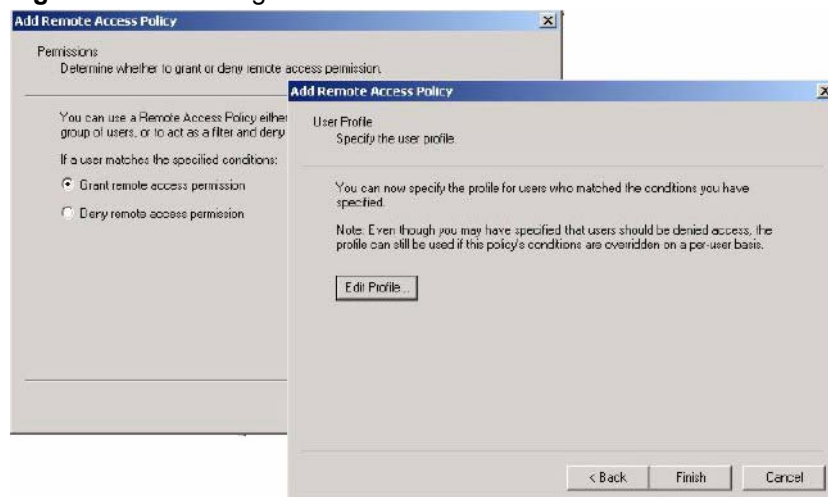 Add Remote Access Policy
Permissions
Determine whether to grant or deny remote access permission.
You can use a Remote Access Policy either
group of users, or to act as a filter and deny
If a user matches the specified conditions:
Grant remote access permission
Deny remote access permission
Add Remote Access Policy
User Profile
Specify the user profile.
You can now specify the profile for users who matched the conditions you have
specified.
Note: Even though you may have specified that users should be denied access, the
profile can still be used if this policy's conditions are overridden on a per-user basis.
Edit Profile...
< Back
Finish
Cancel